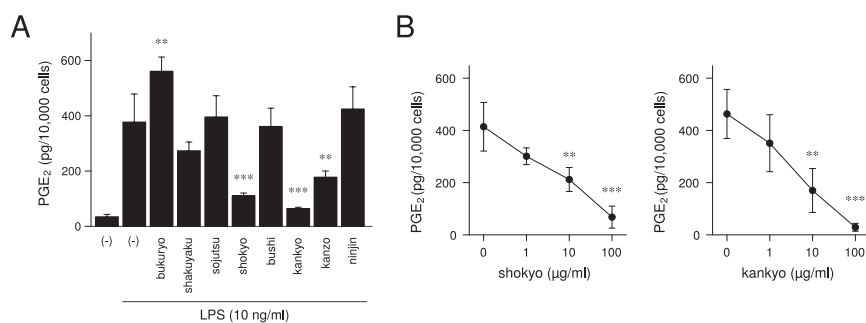 A
PGE2 (pg/10,000 cells)
600
400
200
0
**
***
***
**
(-)
(-)
bukuryo
shakuyaku
sojutsu
shokyo
bushi
kankyo
kanzo
ninjin
LPS (10 ng/ml)
B
PGE2 (pg/10,000 cells)
600
400
200
0
**
***
0 1 10 100
shokyo (µg/ml)
PGE2 (pg/10,000 cells)
600
400
200
0
**
***
0 1 10 100
kankyo (µg/ml)